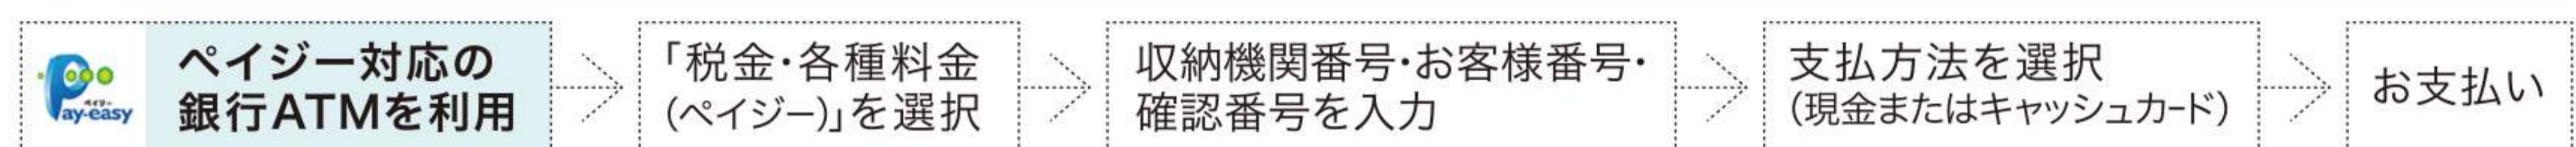 ペイジー
Pay-easy
ペイジー対応の
銀行ATMを利用
「税金・各種料金
(ペイジー)」を選択
収納機関番号・お客様番号・
確認番号を入力
支払方法を選択
(現金またはキャッシュカード)
お支払い